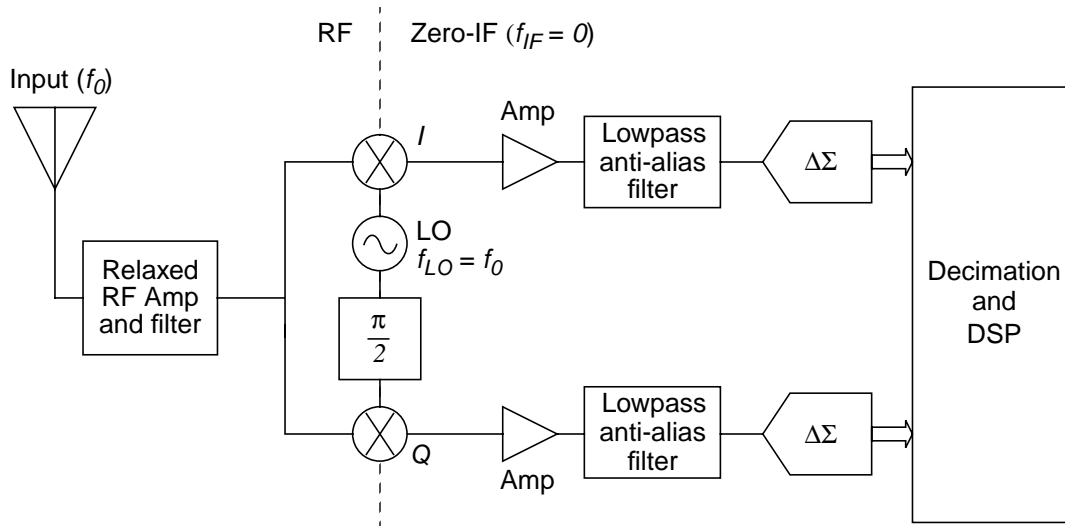 RF
Zero-IF (f_IF = 0)
Input (f_0)
Amp
I
Lowpass
anti-alias
filter
ΔΣ
LO
f_LO = f_0
Relaxed
RF Amp
and filter
π
2
Decimation
and
DSP
Q
Amp
Lowpass
anti-alias
filter
ΔΣ